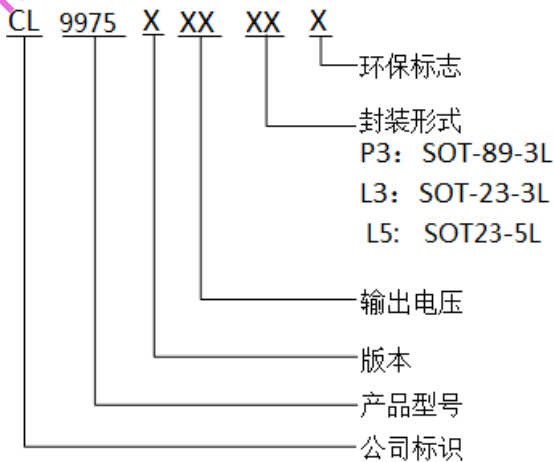 CL 9975 X XX XX X
环保标志
封装形式
P3：SOT-89-3L
L3：SOT-23-3L
L5: SOT23-5L
输出电压
版本
产品型号
公司标识